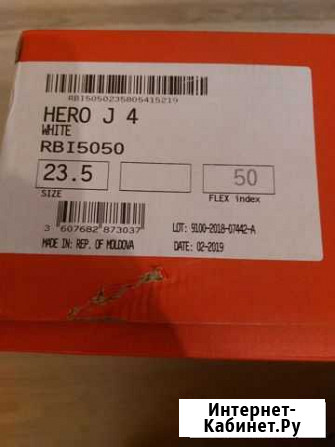 RBI5050235805415219
HERO J 4
WHITE
RBI5050
23.5
50
SIZE
FLEX index
3 607682 873037
LOT: 9100-2018-07442-A
MADE IN: REP. OF MOLDOVA
DATE: 02-2019
Интернет-
Кабинет.Ру